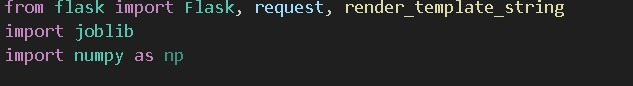 from flask import Flask, request, render_template_string
import joblib
import numpy as np